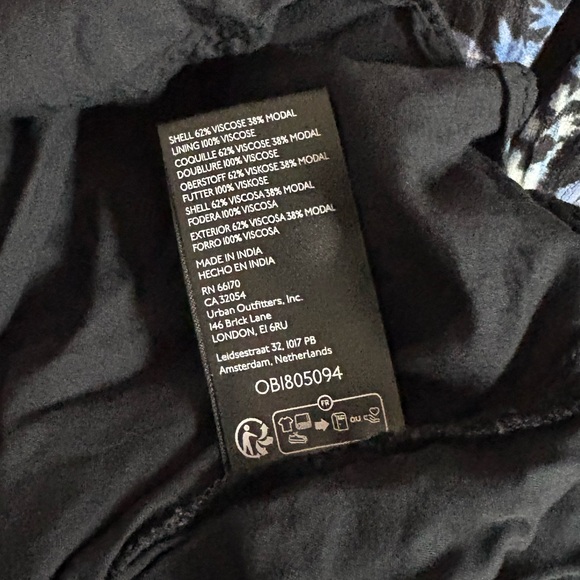 SHELL 62% VISCOSE 38% MODAL
LINING 100% VISCOSE
COQUILLE 62% VISCOSE 38% MODAL
DOUBLURE 100% VISCOSE
OBERSTOFF 62% VISKOSE 38% MODAL
FUTTER 100% VISKOSE
SHELL 62% VISCOSA 38% MODAL
FODERA 100% VISCOSA
EXTERIOR 62% VISCOSA 38% MODAL
FORRO 100% VISCOSA
MADE IN INDIA
HECHO EN INDIA
RN 66170
CA 32054
Urban Outfitters, Inc.
146 Brick Lane
LONDON, E1 6RU
Leidsestraat 32, 1017 PB
Amsterdam, Netherlands
OB1805094
FR
ou